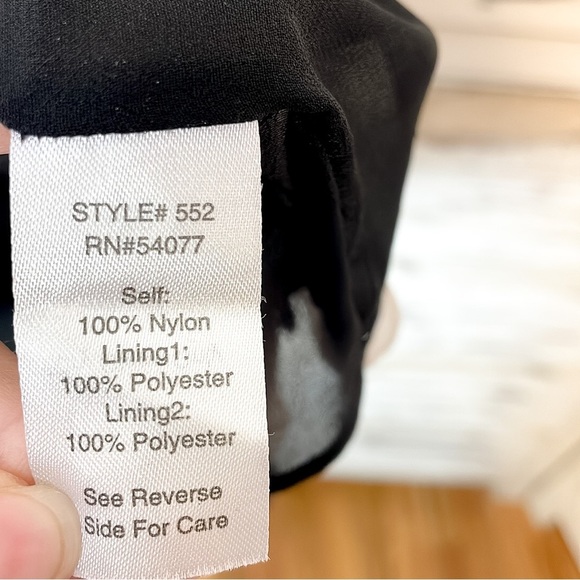 STYLE# 552
RN#54077
Self:
100% Nylon
Lining1:
100% Polyester
Lining2:
100% Polyester
See Reverse
Side For Care